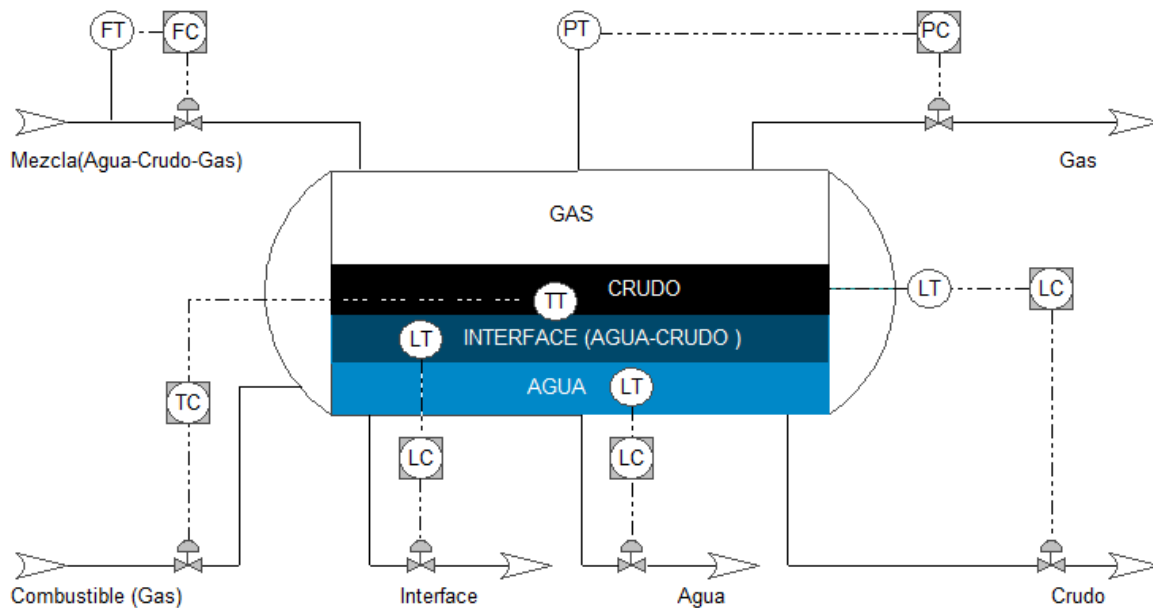 FT
FC
PT
PC
Mezcla(Agua-Crudo-Gas)
Gas
GAS
CRUDO
LT
LC
TT
LT
INTERFACE (AGUA-CRUDO )
AGUA
LT
TC
LC
LC
Combustible (Gas)
Interface
Agua
Crudo